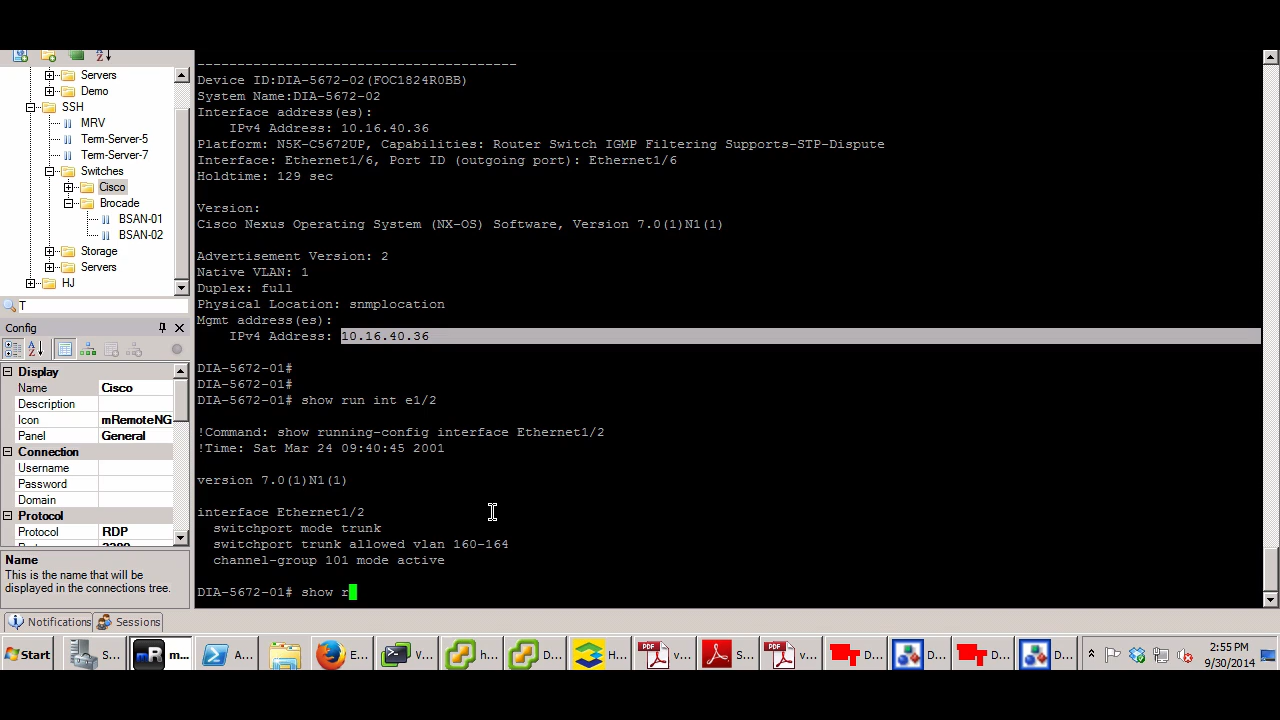 Servers
Demo
SSH
MRV
Term-Server-5
Term-Server-7
Switches
Cisco
Brocade
BSAN-01
BSAN-02
Storage
Servers
HJ
T
Config
Display
Name Cisco
Description
Icon mRemoteNG
Panel General
Connection
Username
Password
Domain
Protocol
Protocol RDP
Name
This is the name that will be
displayed in the connections tree.
----------------------------------------
Device ID:DIA-5672-02(FOC1824R0BB)
System Name:DIA-5672-02
Interface address(es):
IPv4 Address: 10.16.40.36
Platform: N5K-C5672UP, Capabilities: Router Switch IGMP Filtering Supports-STP-Dispute
Interface: Ethernet1/6, Port ID (outgoing port): Ethernet1/6
Holdtime: 129 sec
Version:
Cisco Nexus Operating System (NX-OS) Software, Version 7.0(1)N1(1)
Advertisement Version: 2
Native VLAN: 1
Duplex: full
Physical Location: snmplocation
Mgmt address(es):
IPv4 Address: 10.16.40.36
DIA-5672-01#
DIA-5672-01#
DIA-5672-01# show run int e1/2
!Command: show running-config interface Ethernet1/2
!Time: Sat Mar 24 09:40:45 2001
version 7.0(1)N1(1)
interface Ethernet1/2
switchport mode trunk
switchport trunk allowed vlan 160-164
channel-group 101 mode active
DIA-5672-01# show r
Notifications Sessions
Start S... mR m... A... E... V... h... D... H... PDF v... S... PDF v... D... D... D... D... 2:55 PM
9/30/2014